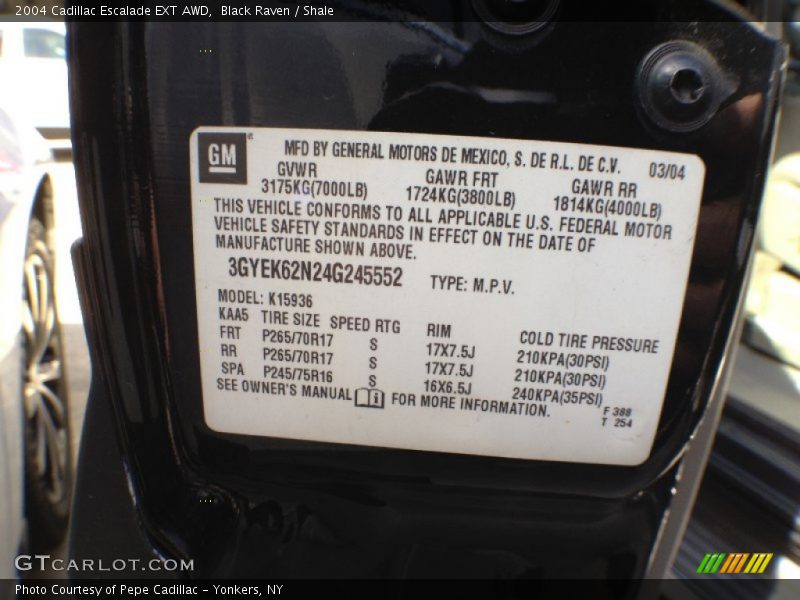 2004 Cadillac Escalade EXT AWD, Black Raven / Shale
GM
MFD BY GENERAL MOTORS DE MEXICO, S. DE R.L. DE C.V. 03/04
GVWR GAWR FRT GAWR RR
3175KG(7000LB) 1724KG(3800LB) 1814KG(4000LB)
THIS VEHICLE CONFORMS TO ALL APPLICABLE U.S. FEDERAL MOTOR
VEHICLE SAFETY STANDARDS IN EFFECT ON THE DATE OF
MANUFACTURE SHOWN ABOVE.
3GYEK62N24G245552 TYPE: M.P.V.
MODEL: K15936
KAA5 TIRE SIZE SPEED RTG RIM COLD TIRE PRESSURE
FRT P265/70R17 S 17X7.5J 210KPA(30PSI)
RR P265/70R17 S 17X7.5J 210KPA(30PSI)
SPA P245/75R16 S 16X6.5J 240KPA(35PSI)
SEE OWNER'S MANUAL FOR MORE INFORMATION.
F 388
T 254
GTCARLOT.COM
Photo Courtesy of Pepe Cadillac - Yonkers, NY